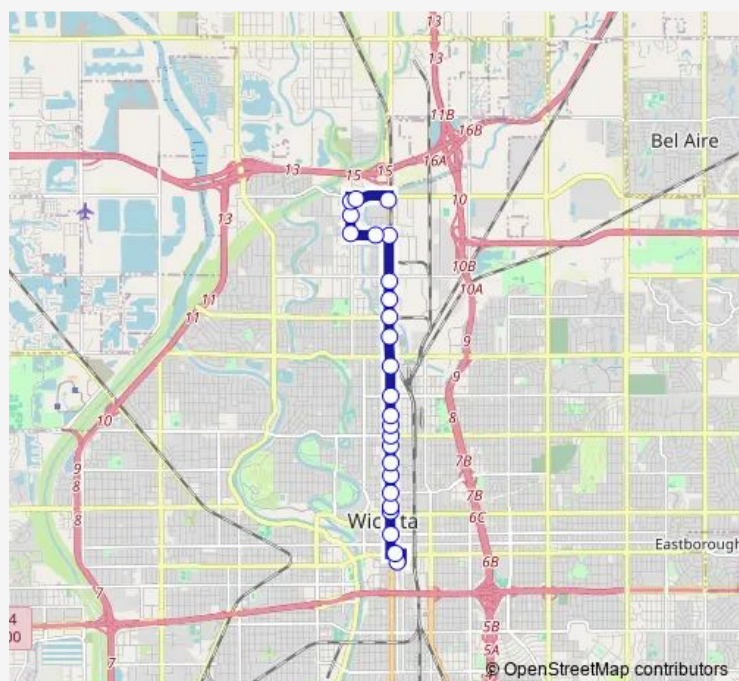 13
13
11B
16B
16A
Bel Aire
13
15
15
13
10
10B
10A
11
11
9
9
10
8
9
8
8
7B
7B
6C
Wichita
Eastborough
6B
7
7
00
5B
5A
© OpenStreetMap contributors